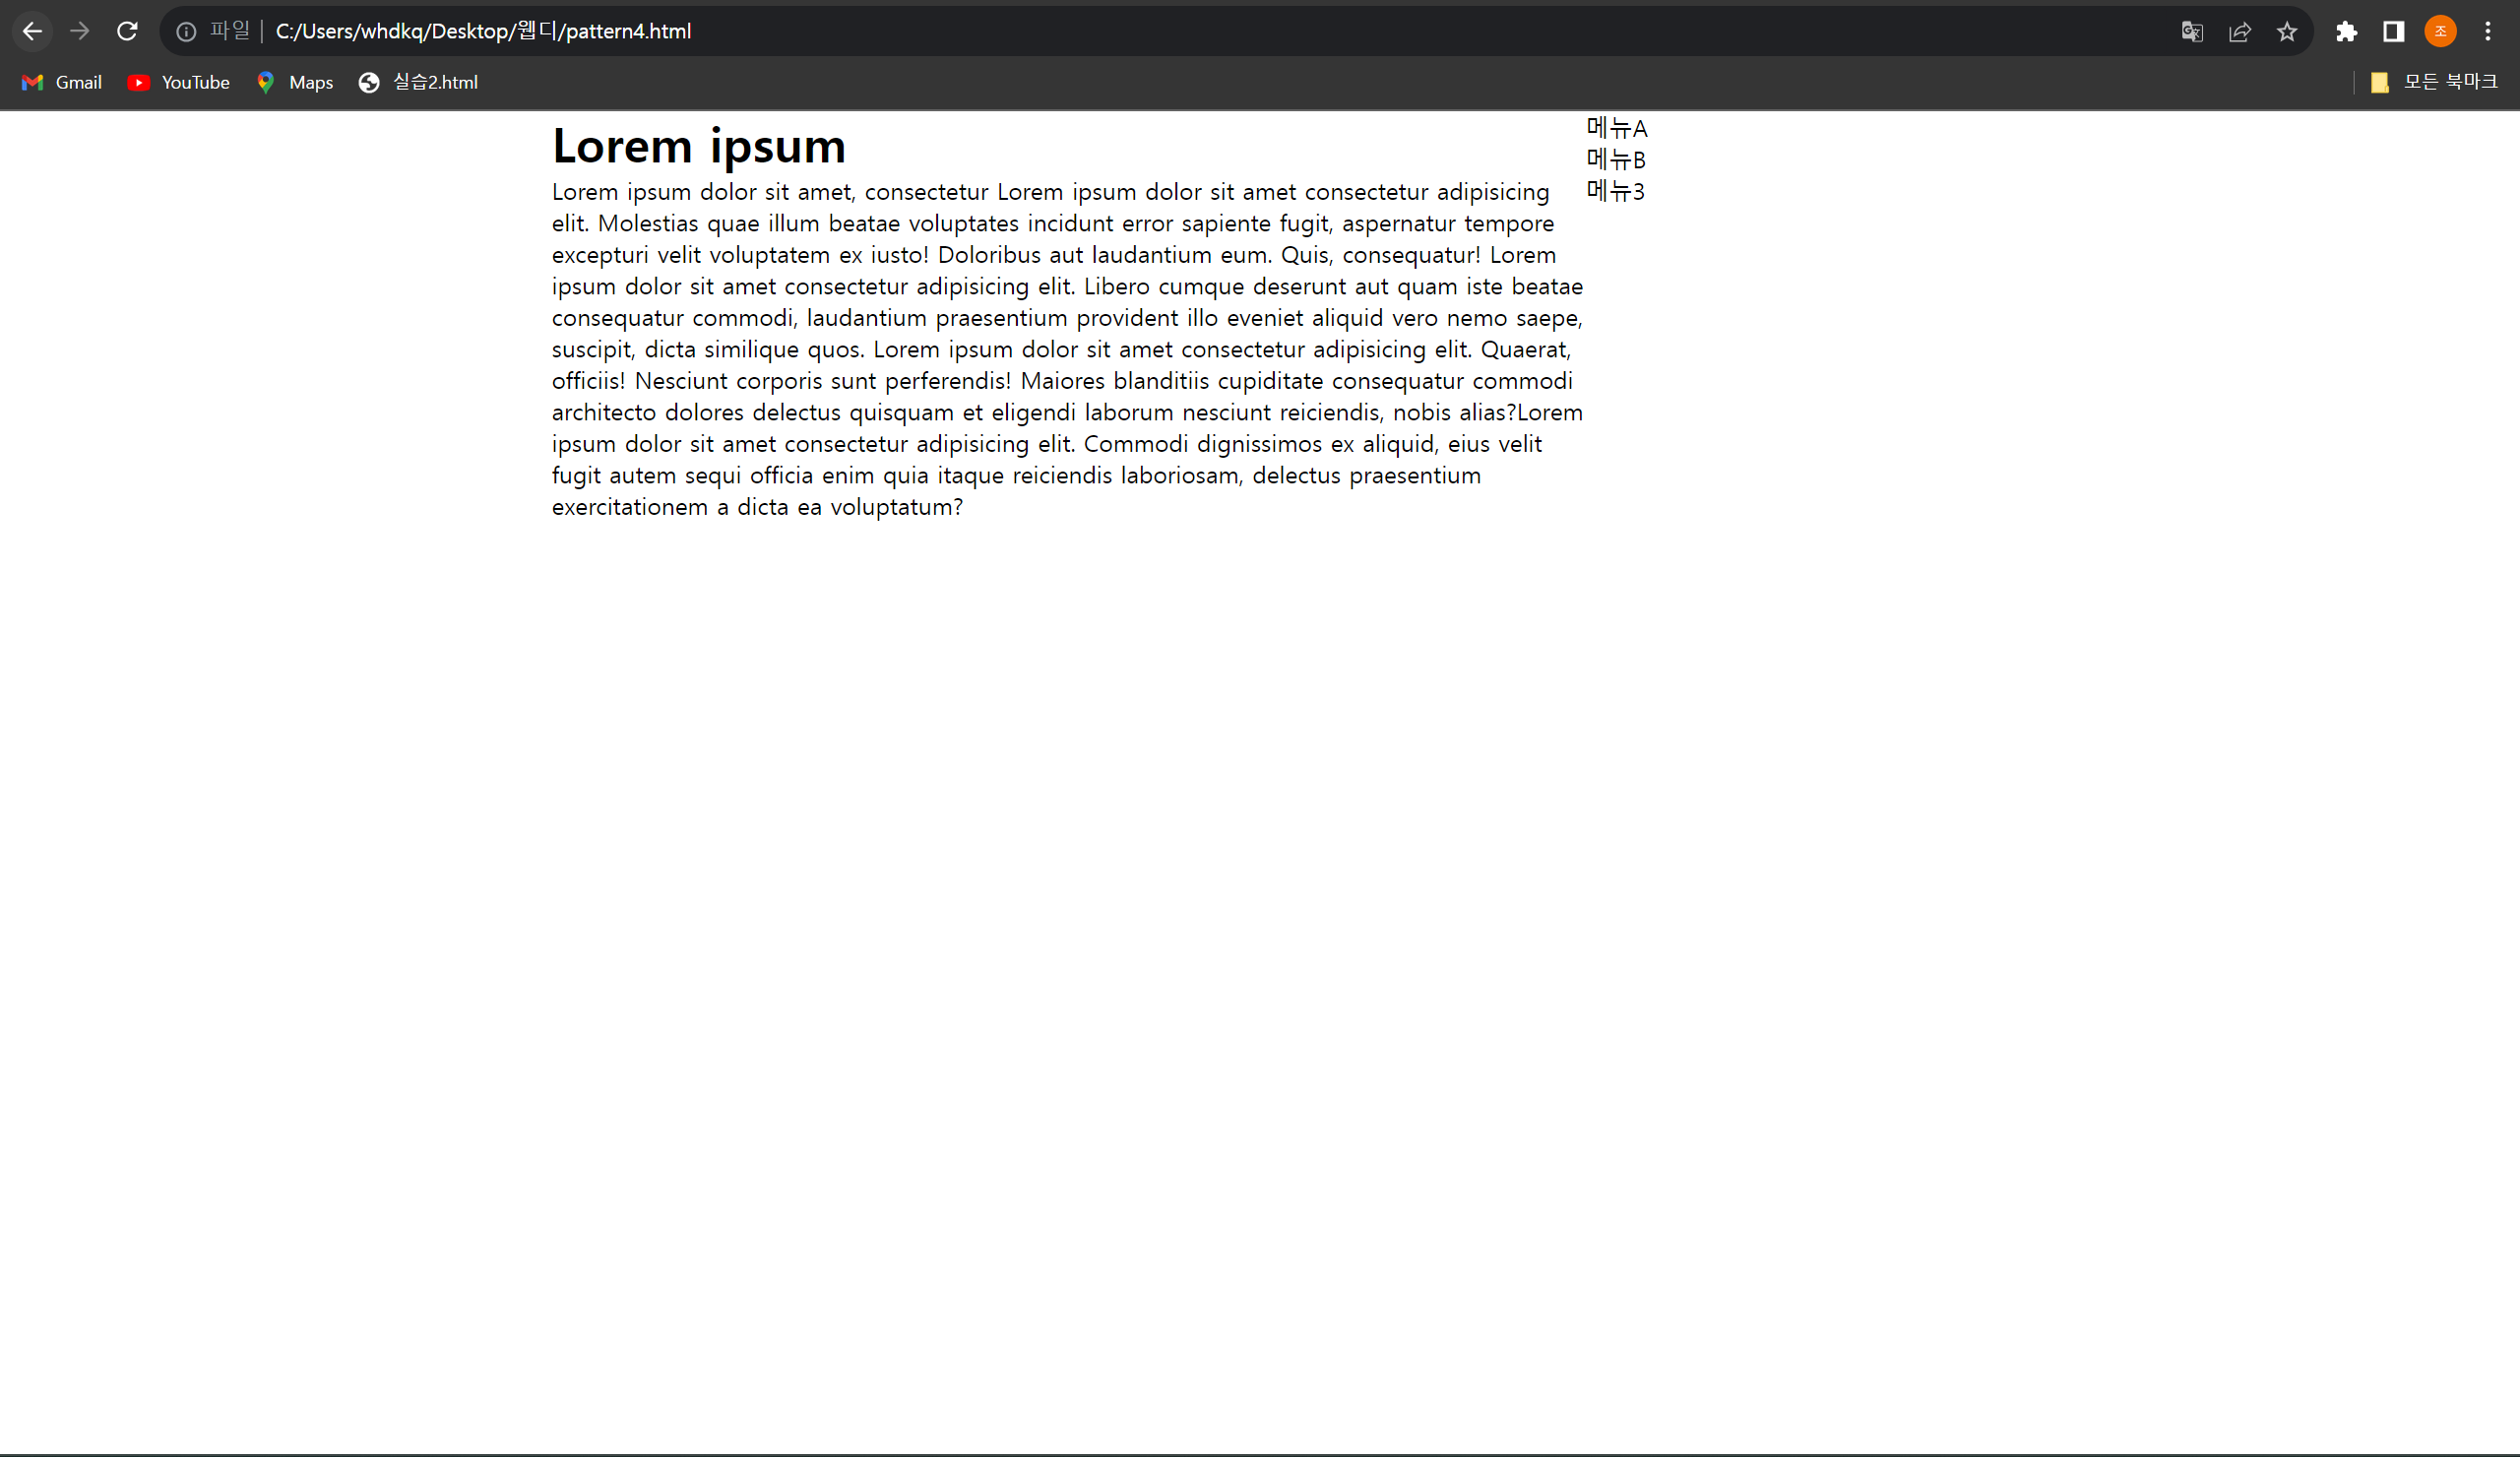 파일 C:/Users/whdkq/Desktop/웹디/pattern4.html
조
Gmail YouTube Maps 실습2.html 모든 북마크
Lorem ipsum
Lorem ipsum dolor sit amet, consectetur Lorem ipsum dolor sit amet consectetur adipisicing
elit. Molestias quae illum beatae voluptates incidunt error sapiente fugit, aspernatur tempore
excepturi velit voluptatem ex iusto! Doloribus aut laudantium eum. Quis, consequatur! Lorem
ipsum dolor sit amet consectetur adipisicing elit. Libero cumque deserunt aut quam iste beatae
consequatur commodi, laudantium praesentium provident illo eveniet aliquid vero nemo saepe,
suscipit, dicta similique quos. Lorem ipsum dolor sit amet consectetur adipisicing elit. Quaerat,
officiis! Nesciunt corporis sunt perferendis! Maiores blanditiis cupiditate consequatur commodi
architecto dolores delectus quisquam et eligendi laborum nesciunt reiciendis, nobis alias?Lorem
ipsum dolor sit amet consectetur adipisicing elit. Commodi dignissimos ex aliquid, eius velit
fugit autem sequi officia enim quia itaque reiciendis laboriosam, delectus praesentium
exercitationem a dicta ea voluptatum?
메뉴A
메뉴B
메뉴3